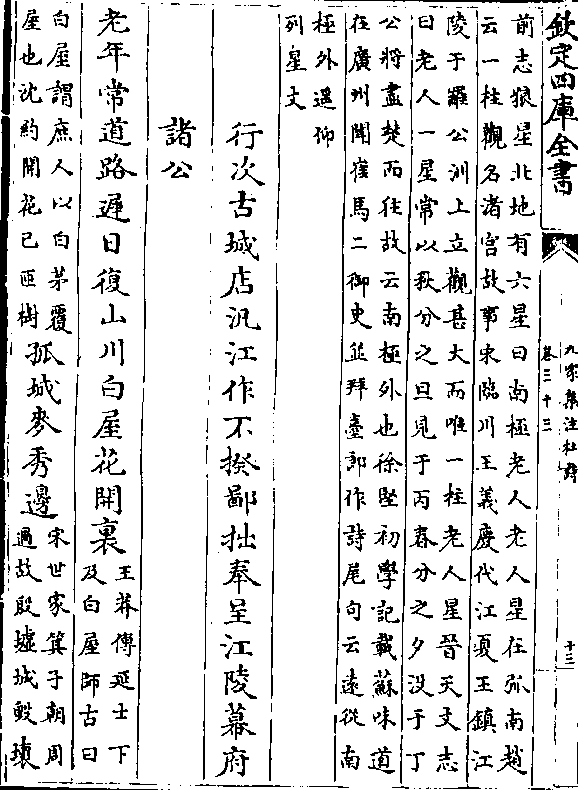 欽定四庫全書
九家集注杜詩
卷三十三
十三
前志狼星北地有六星曰南極老人老人星在弥南趙
云一柱觀名渚宫故事宋臨川王義慶代江夏王鎮江
陵于羅公洲上立觀甚大而唯一柱老人星晉天文志
曰老人一星常以秋分之旦見于丙春分之夕没于丁
公將盡楚而往故云南極外也徐堅初學記載蘇味道
在廣州聞崔馬二御史並拜臺郎作詩尾句云遠從南
極外遥仰
列星文
行次古城店汎江作不揆鄙拙奉呈江陵幕府
諸公
老年常道路遲日復山川白屋花開裏王莽傳延士下
及白屋師古曰
白屋謂庶人以白茅覆
屋也沈約開花已匝樹孤城麥秀邊宋世家箕子朝周
過故殷墟城毀壞